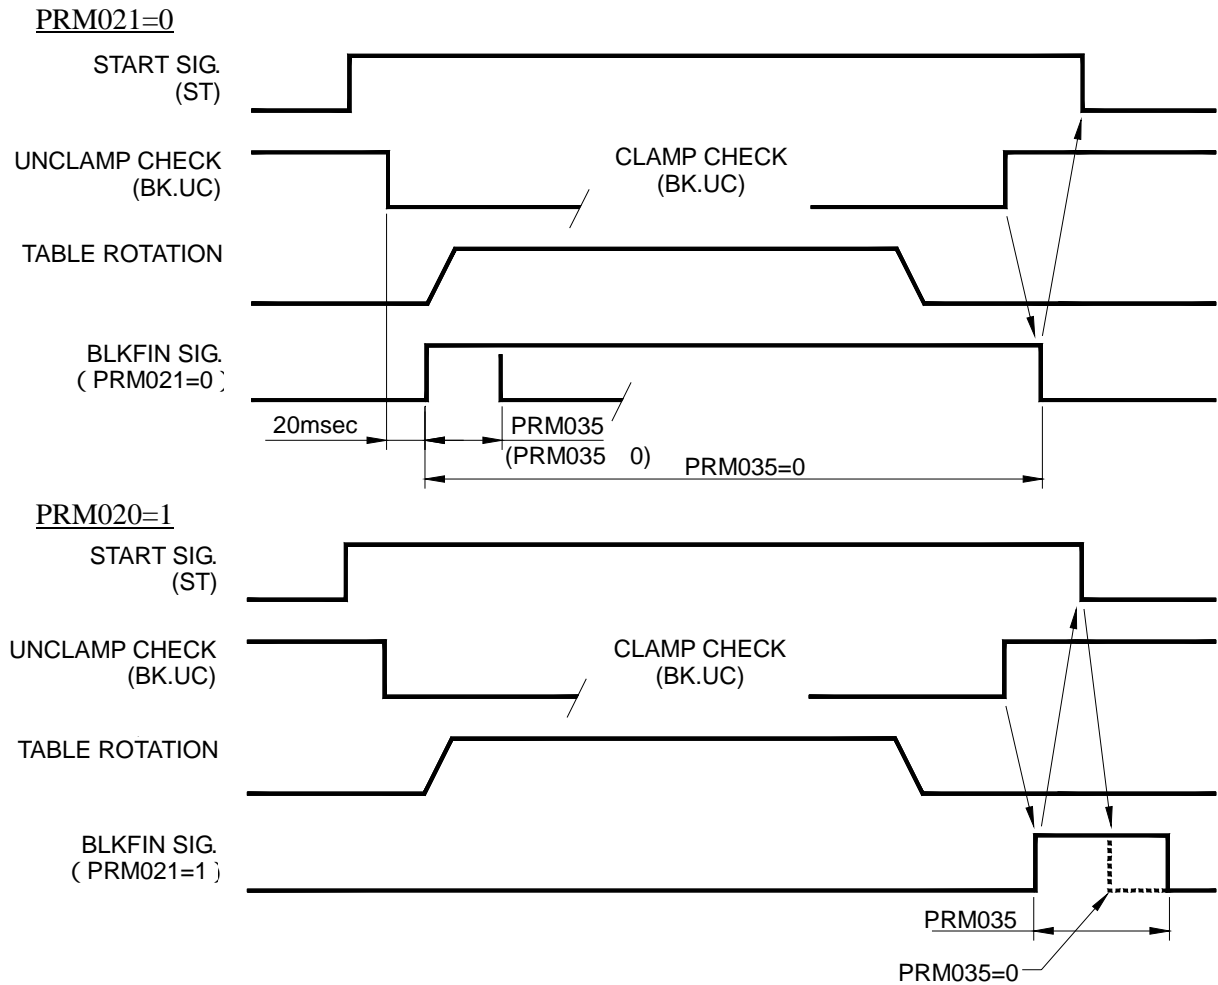 PRM021=0
START SIG.
(ST)
UNCLAMP CHECK
(BK.UC)
CLAMP CHECK
(BK.UC)
TABLE ROTATION
BLKFIN SIG.
( PRM021=0 )
20msec
PRM035
(PRM035 0)
PRM035=0
PRM020=1
START SIG.
(ST)
UNCLAMP CHECK
(BK.UC)
CLAMP CHECK
(BK.UC)
TABLE ROTATION
BLKFIN SIG.
( PRM021=1 )
PRM035
PRM035=0